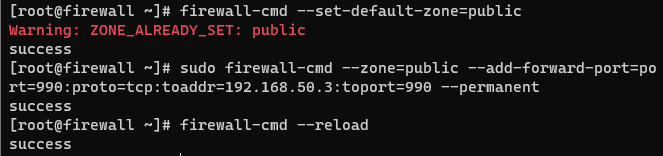 [root@firewall ~]# firewall-cmd --set-default-zone=public
Warning: ZONE_ALREADY_SET: public
success
[root@firewall ~]# sudo firewall-cmd --zone=public --add-forward-port=po
rt=990:proto=tcp:toaddr=192.168.50.3:toport=990 --permanent
success
[root@firewall ~]# firewall-cmd --reload
success